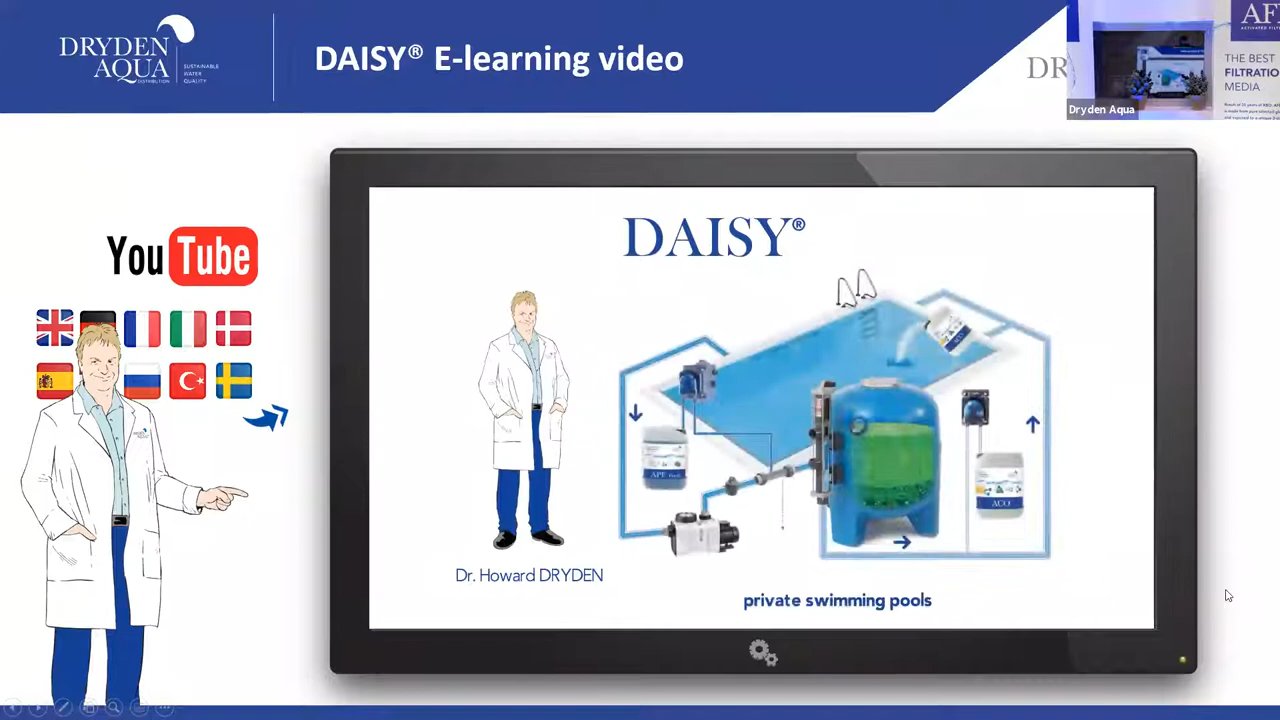 DRYDEN
AQUA
DISTRIBUTION
SUSTAINABLE
WATER
QUALITY
DAISY® E-learning video
DR
AF
THE BEST
FILTRATIO
MEDIA
Dryden Aqua
YouTube
DAISY®
APF
ACO
Dr. Howard DRYDEN
private swimming pools